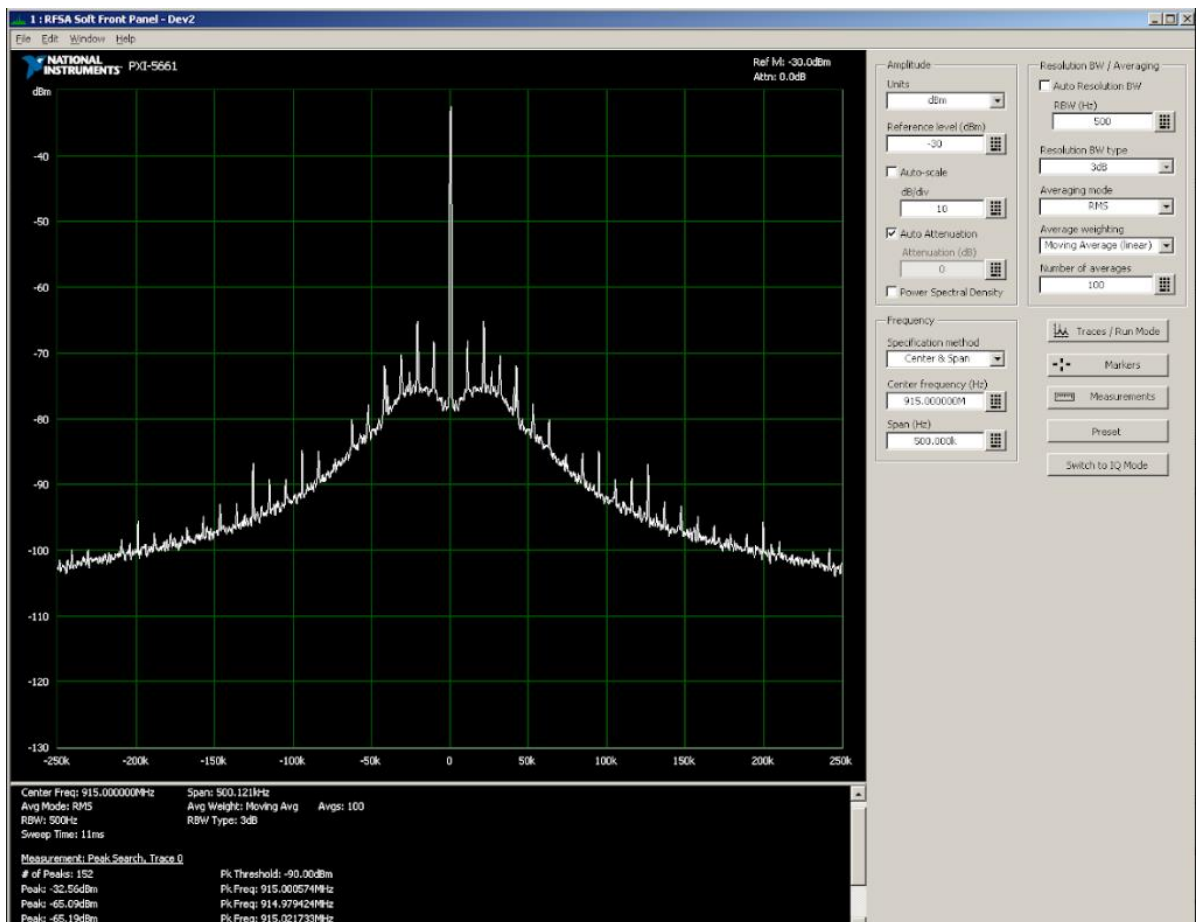 1 : RFSA Soft Front Panel - Dev2
File Edit Window Help
NATIONAL INSTRUMENTS PXI-5661
Ref lvl: -30.0dBm
Attn: 0.0dB
dBm
-40
-50
-60
-70
-80
-90
-100
-110
-120
-130
-250k -200k -150k -100k -50k 0 50k 100k 150k 200k 250k
Center Freq: 915.000000MHz Span: 500.121kHz
Avg Mode: RMS Avg Weight: Moving Avg Avgs: 100
RBW: 500Hz RBW Type: 3dB
Sweep Time: 11ms
Measurement: Peak Search, Trace 0
# of Peaks: 152 Pk Threshold: -90.00dBm
Peak: -32.56dBm Pk Freq: 915.000574MHz
Peak: -65.09dBm Pk Freq: 914.979424MHz
Peak: -65.19dBm Pk Freq: 915.021733MHz
Amplitude
Units
dBm
Reference level (dBm)
-30
Auto-scale
dB/div
10
Auto Attenuation
Attenuation (dB)
0
Power Spectral Density
Frequency
Specification method
Center & Span
Center frequency (Hz)
915.000000M
Span (Hz)
500.000k
Resolution BW / Averaging
Auto Resolution BW
RBW (Hz)
500
Resolution BW type
3dB
Averaging mode
RMS
Average weighting
Moving Average (linear)
Number of averages
100
Traces / Run Mode
Markers
Measurements
Preset
Switch to IQ Mode